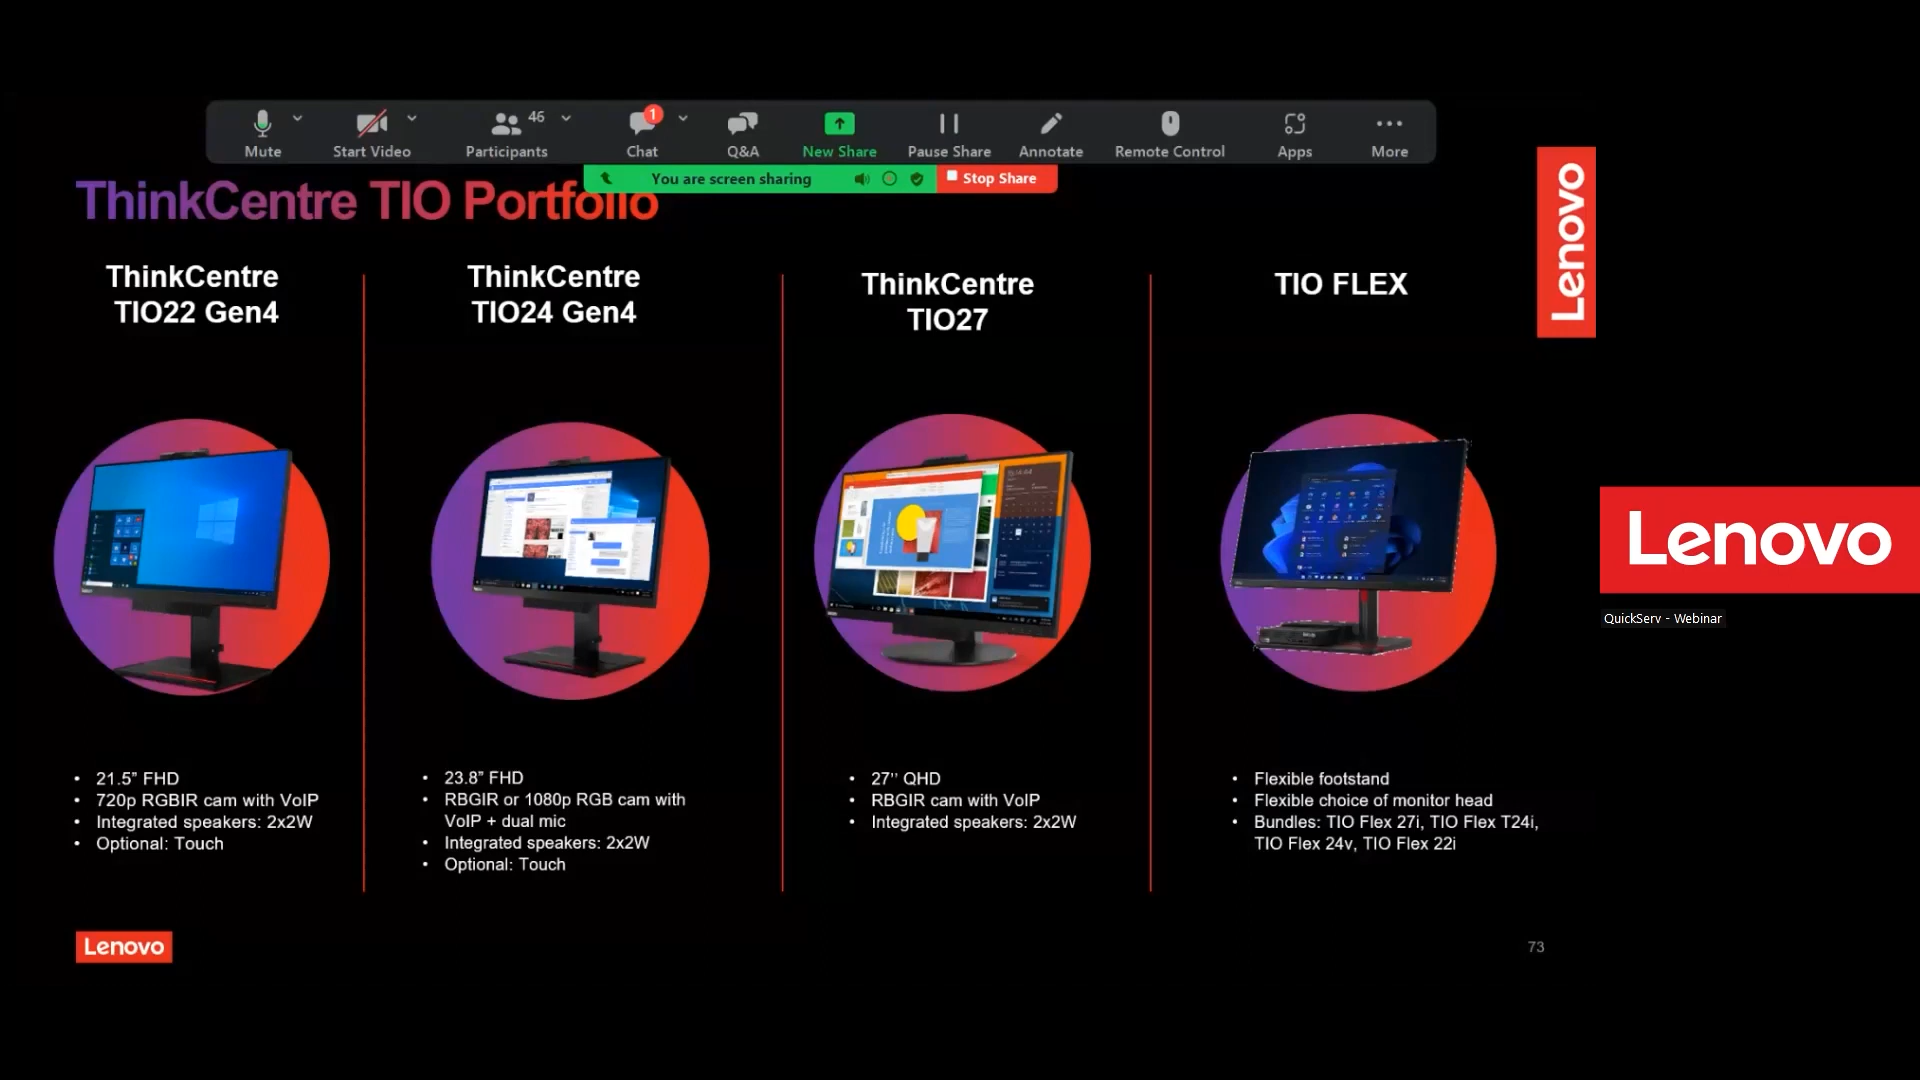 Mute
Start Video
Participants
46
Chat
1
Q&A
New Share
Pause Share
Annotate
Remote Control
Apps
More
You are screen sharing
Stop Share
ThinkCentre TIO Portfolio
Lenovo
ThinkCentre
TIO22 Gen4
• 21.5” FHD
• 720p RGBIR cam with VoIP
• Integrated speakers: 2x2W
• Optional: Touch
ThinkCentre
TIO24 Gen4
• 23.8” FHD
• RBGIR or 1080p RGB cam with
VoIP + dual mic
• Integrated speakers: 2x2W
• Optional: Touch
ThinkCentre
TIO27
• 27’’ QHD
• RBGIR cam with VoIP
• Integrated speakers: 2x2W
TIO FLEX
• Flexible footstand
• Flexible choice of monitor head
• Bundles: TIO Flex 27i, TIO Flex T24i,
TIO Flex 24v, TIO Flex 22i
Lenovo
73
Lenovo
QuickServ - Webinar